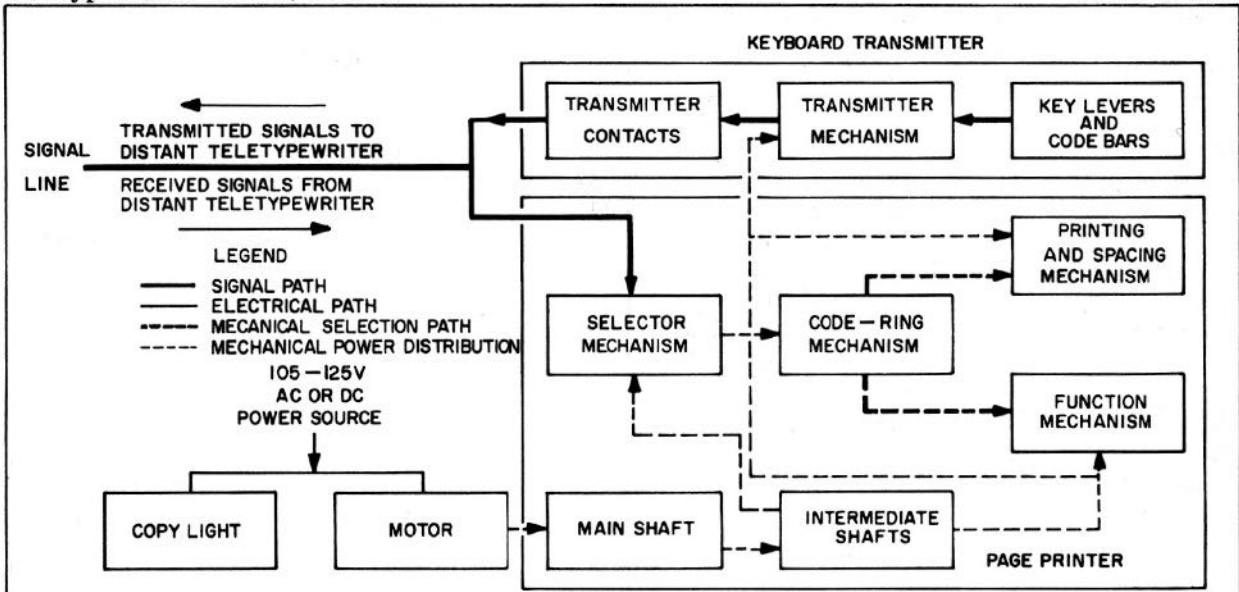 KEYBOARD TRANSMITTER
TRANSMITTER
CONTACTS
TRANSMITTER
MECHANISM
KEY LEVERS
AND
CODE BARS
SIGNAL
LINE
TRANSMITTED SIGNALS TO
DISTANT TELETYPEWRITER
RECEIVED SIGNALS FROM
DISTANT TELETYPEWRITER
LEGEND
SIGNAL PATH
ELECTRICAL PATH
MECANICAL SELECTION PATH
MECHANICAL POWER DISTRIBUTION
105-125V
AC OR DC
POWER SOURCE
COPY LIGHT
MOTOR
SELECTOR
MECHANISM
CODE-RING
MECHANISM
PRINTING
AND SPACING
MECHANISM
FUNCTION
MECHANISM
MAIN SHAFT
INTERMEDIATE
SHAFTS
PAGE PRINTER